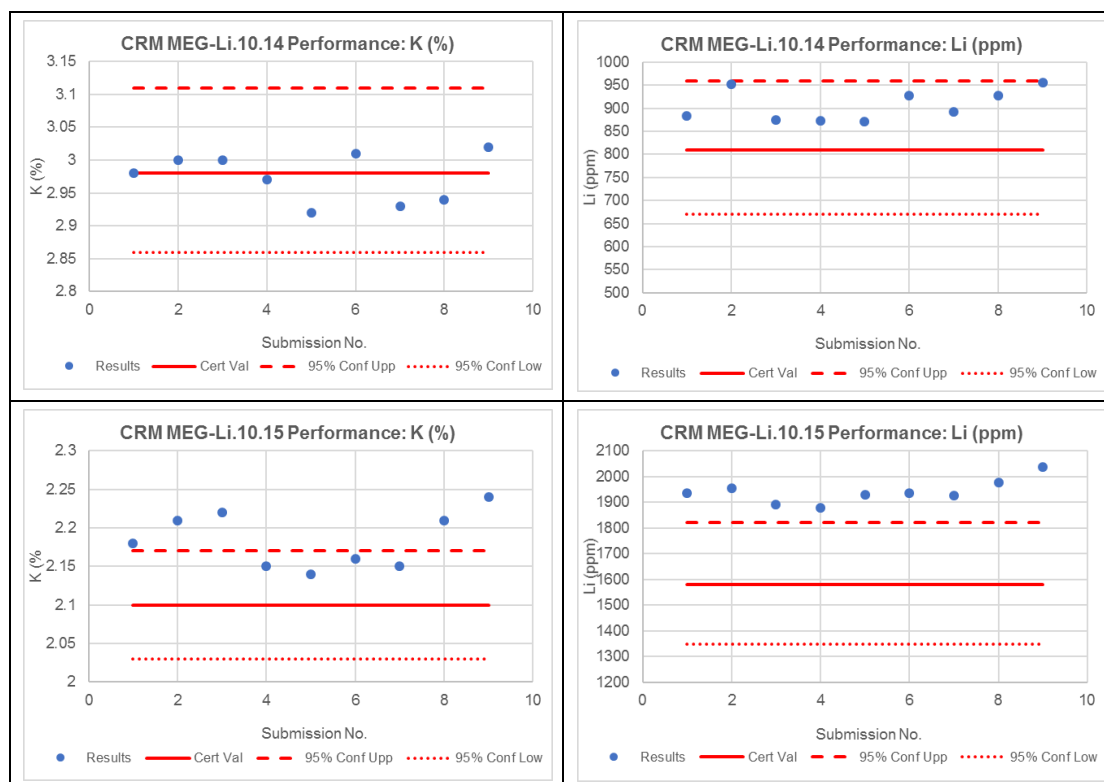 CRM MEG-Li.10.14 Performance: K (%)
3.15
3.1
3.05
3
2.95
2.9
2.85
2.8
K (%)
0 2 4 6 8 10
Submission No.
Results Cert Val 95% Conf Upp 95% Conf Low
CRM MEG-Li.10.14 Performance: Li (ppm)
1000
950
900
850
800
750
700
650
600
550
500
Li (ppm)
0 2 4 6 8 10
Submission No.
Results Cert Val 95% Conf Upp 95% Conf Low
CRM MEG-Li.10.15 Performance: K (%)
2.3
2.25
2.2
2.15
2.1
2.05
2
K (%
0 2 4 6 8 10
Submission No.
Results Cert Val 95% Conf Upp 95% Conf Low
CRM MEG-Li.10.15 Performance: Li (ppm)
2100
2000
1900
1800
1700
1600
1500
1400
1300
1200
Li (ppm)
0 2 4 6 8 10
Submission No.
Results Cert Val 95% Conf Upp 95% Conf Low